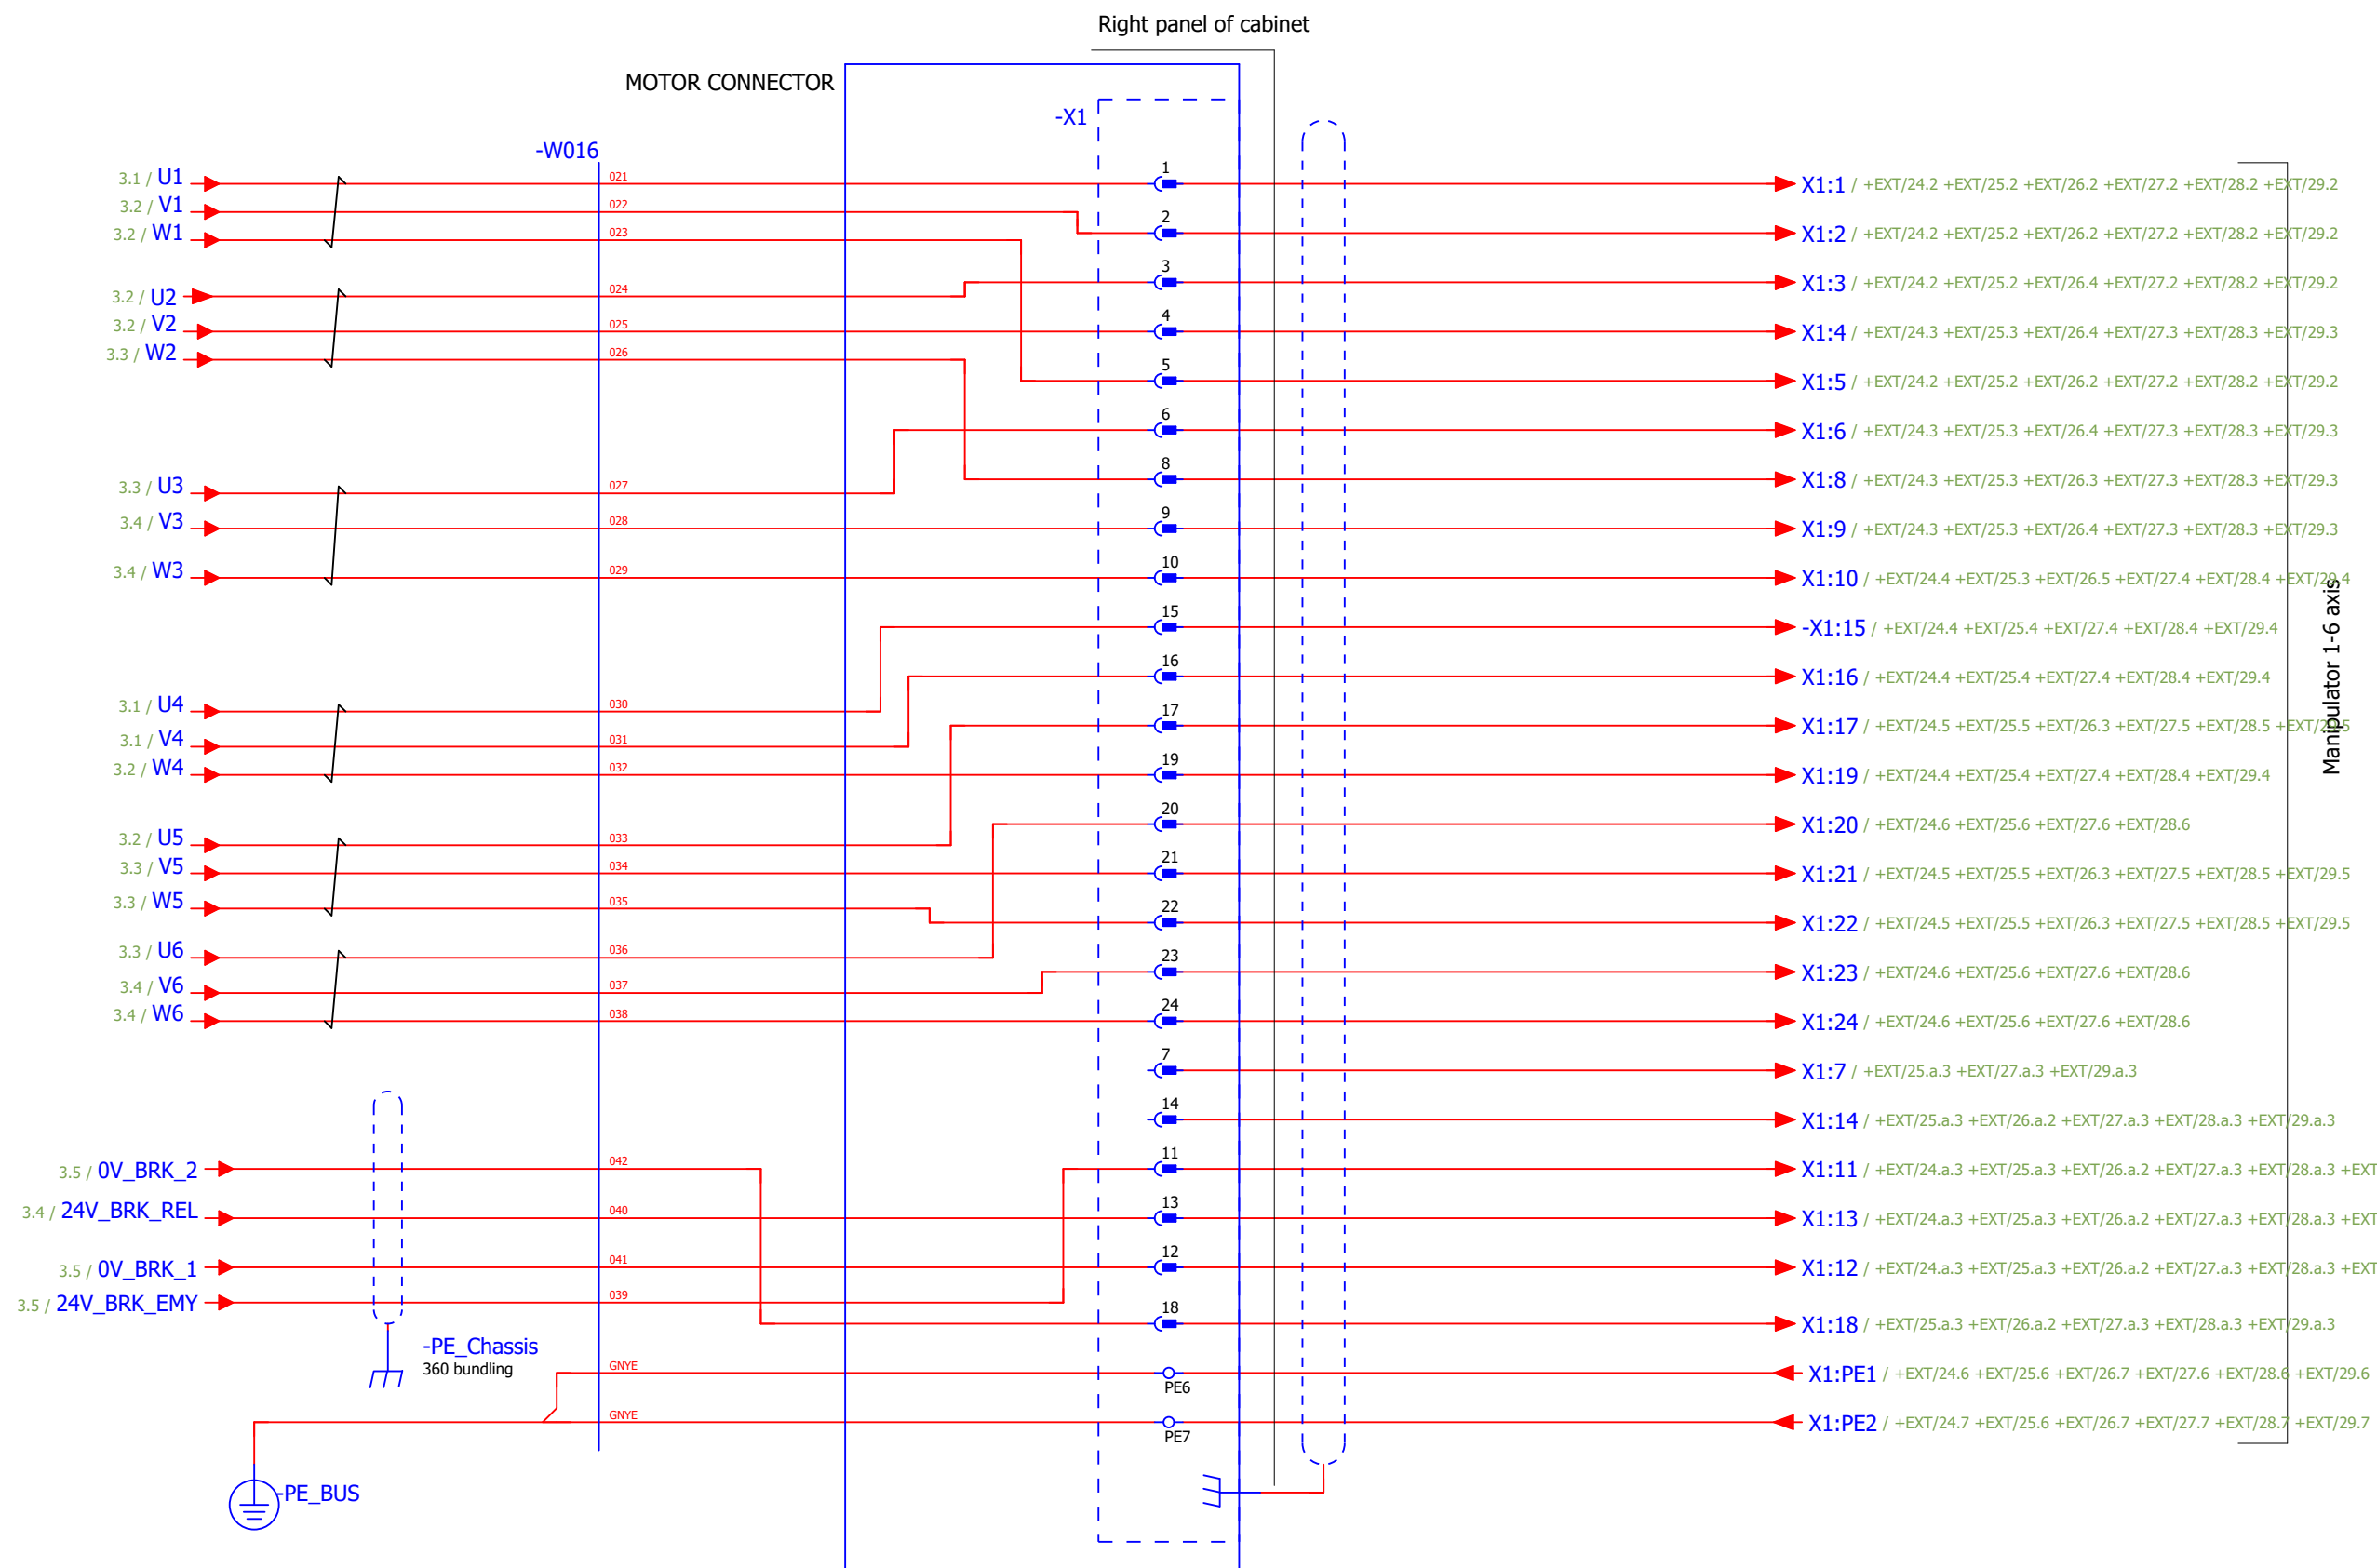 Right panel of cabinet
MOTOR CONNECTOR
-X1
-W016
3.1 / U1 021 1 X1:1 / +EXT/24.2 +EXT/25.2 +EXT/26.2 +EXT/27.2 +EXT/28.2 +EXT/29.2
3.2 / V1 022 2 X1:2 / +EXT/24.2 +EXT/25.2 +EXT/26.2 +EXT/27.2 +EXT/28.2 +EXT/29.2
3.2 / W1 023
3 X1:3 / +EXT/24.2 +EXT/25.2 +EXT/26.4 +EXT/27.2 +EXT/28.2 +EXT/29.2
3.2 / U2 024
3.2 / V2 025 4 X1:4 / +EXT/24.3 +EXT/25.3 +EXT/26.4 +EXT/27.3 +EXT/28.3 +EXT/29.3
3.3 / W2 026
5 X1:5 / +EXT/24.2 +EXT/25.2 +EXT/26.2 +EXT/27.2 +EXT/28.2 +EXT/29.2
6 X1:6 / +EXT/24.3 +EXT/25.3 +EXT/26.4 +EXT/27.3 +EXT/28.3 +EXT/29.3
8 X1:8 / +EXT/24.3 +EXT/25.3 +EXT/26.3 +EXT/27.3 +EXT/28.3 +EXT/29.3
3.3 / U3 027
3.4 / V3 028 9 X1:9 / +EXT/24.3 +EXT/25.3 +EXT/26.4 +EXT/27.3 +EXT/28.3 +EXT/29.3
3.4 / W3 029 10 X1:10 / +EXT/24.4 +EXT/25.3 +EXT/26.5 +EXT/27.4 +EXT/28.4 +EXT/29.4
15 -X1:15 / +EXT/24.4 +EXT/25.4 +EXT/27.4 +EXT/28.4 +EXT/29.4
Manipulator 1-6 axis
16 X1:16 / +EXT/24.4 +EXT/25.4 +EXT/27.4 +EXT/28.4 +EXT/29.4
3.1 / U4 030
17 X1:17 / +EXT/24.5 +EXT/25.5 +EXT/26.3 +EXT/27.5 +EXT/28.5 +EXT/29.5
3.1 / V4 031
3.2 / W4 032 19 X1:19 / +EXT/24.4 +EXT/25.4 +EXT/27.4 +EXT/28.4 +EXT/29.4
20 X1:20 / +EXT/24.6 +EXT/25.6 +EXT/27.6 +EXT/28.6
3.2 / U5 033
3.3 / V5 034 21 X1:21 / +EXT/24.5 +EXT/25.5 +EXT/26.3 +EXT/27.5 +EXT/28.5 +EXT/29.5
3.3 / W5 035 22 X1:22 / +EXT/24.5 +EXT/25.5 +EXT/26.3 +EXT/27.5 +EXT/28.5 +EXT/29.5
3.3 / U6 036
23 X1:23 / +EXT/24.6 +EXT/25.6 +EXT/27.6 +EXT/28.6
3.4 / V6 037
3.4 / W6 038 24 X1:24 / +EXT/24.6 +EXT/25.6 +EXT/27.6 +EXT/28.6
7 X1:7 / +EXT/25.a.3 +EXT/27.a.3 +EXT/29.a.3
14 X1:14 / +EXT/25.a.3 +EXT/26.a.2 +EXT/27.a.3 +EXT/28.a.3 +EXT/29.a.3
3.5 / 0V_BRK_2 042 11 X1:11 / +EXT/24.a.3 +EXT/25.a.3 +EXT/26.a.2 +EXT/27.a.3 +EXT/28.a.3 +EXT
3.4 / 24V_BRK_REL 040 13 X1:13 / +EXT/24.a.3 +EXT/25.a.3 +EXT/26.a.2 +EXT/27.a.3 +EXT/28.a.3 +EXT
3.5 / 0V_BRK_1 041 12 X1:12 / +EXT/24.a.3 +EXT/25.a.3 +EXT/26.a.2 +EXT/27.a.3 +EXT/28.a.3 +EXT
3.5 / 24V_BRK_EMY 039
18 X1:18 / +EXT/25.a.3 +EXT/26.a.2 +EXT/27.a.3 +EXT/28.a.3 +EXT/29.a.3
-PE_Chassis
360 bundling
GNYE PE6 X1:PE1 / +EXT/24.6 +EXT/25.6 +EXT/26.7 +EXT/27.6 +EXT/28.6 +EXT/29.6
GNYE PE7 X1:PE2 / +EXT/24.7 +EXT/25.6 +EXT/26.7 +EXT/27.7 +EXT/28.7 +EXT/29.7
-PE_BUS